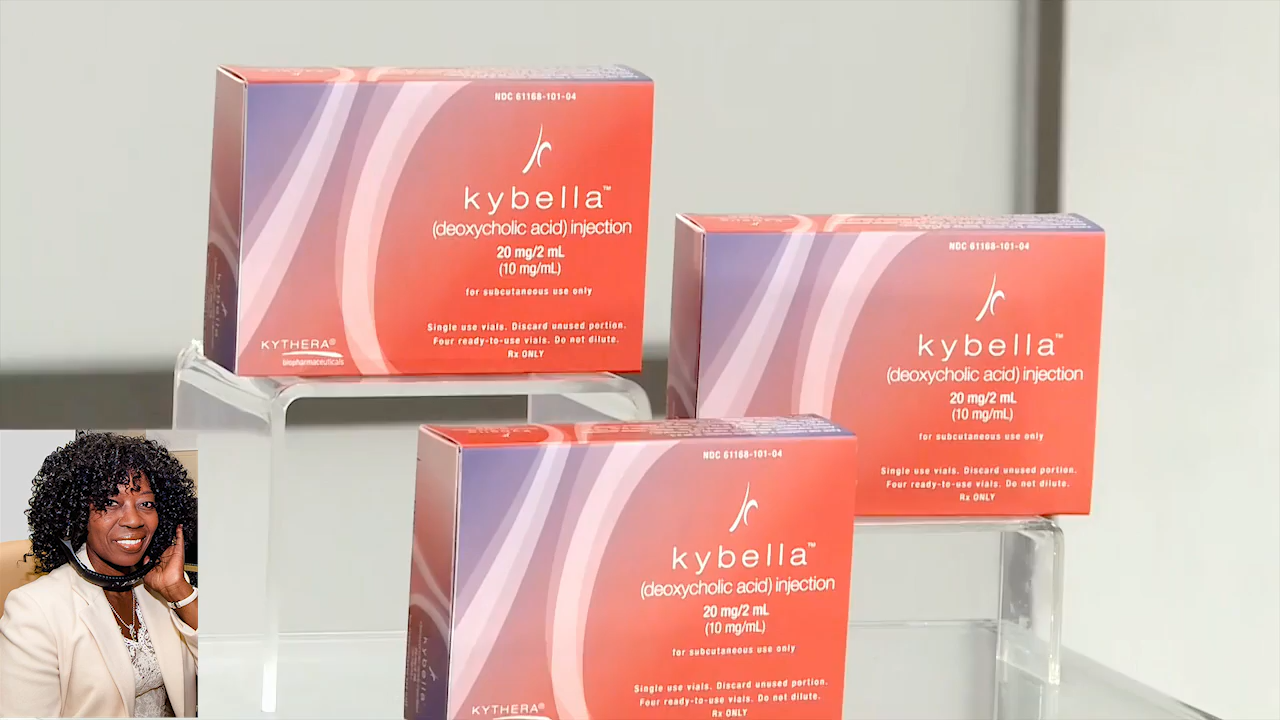 NDC 61168-101-04
kybella™
(deoxycholic acid) injection
20 mg/2 mL
(10 mg/mL)
for subcutaneous use only
Single use vials. Discard unused portion.
Four ready-to-use vials. Do not dilute.
Rx ONLY
KYTHERA®
biopharmaceuticals
kybella
NDC 61168-101-04
kybella™
(deoxycholic acid) injection
20 mg/2 mL
(10 mg/mL)
for subcutaneous use only
Single use vials. Discard unused portion.
Four ready-to-use vials. Do not dilute.
Rx ONLY
NDC 61168-101-04
kybella™
(deoxycholic acid) injection
20 mg/2 mL
(10 mg/mL)
for subcutaneous use only
Single use vials. Discard unused portion.
Four ready-to-use vials. Do not dilute.
Rx ONLY
KYTHERA®
kybella